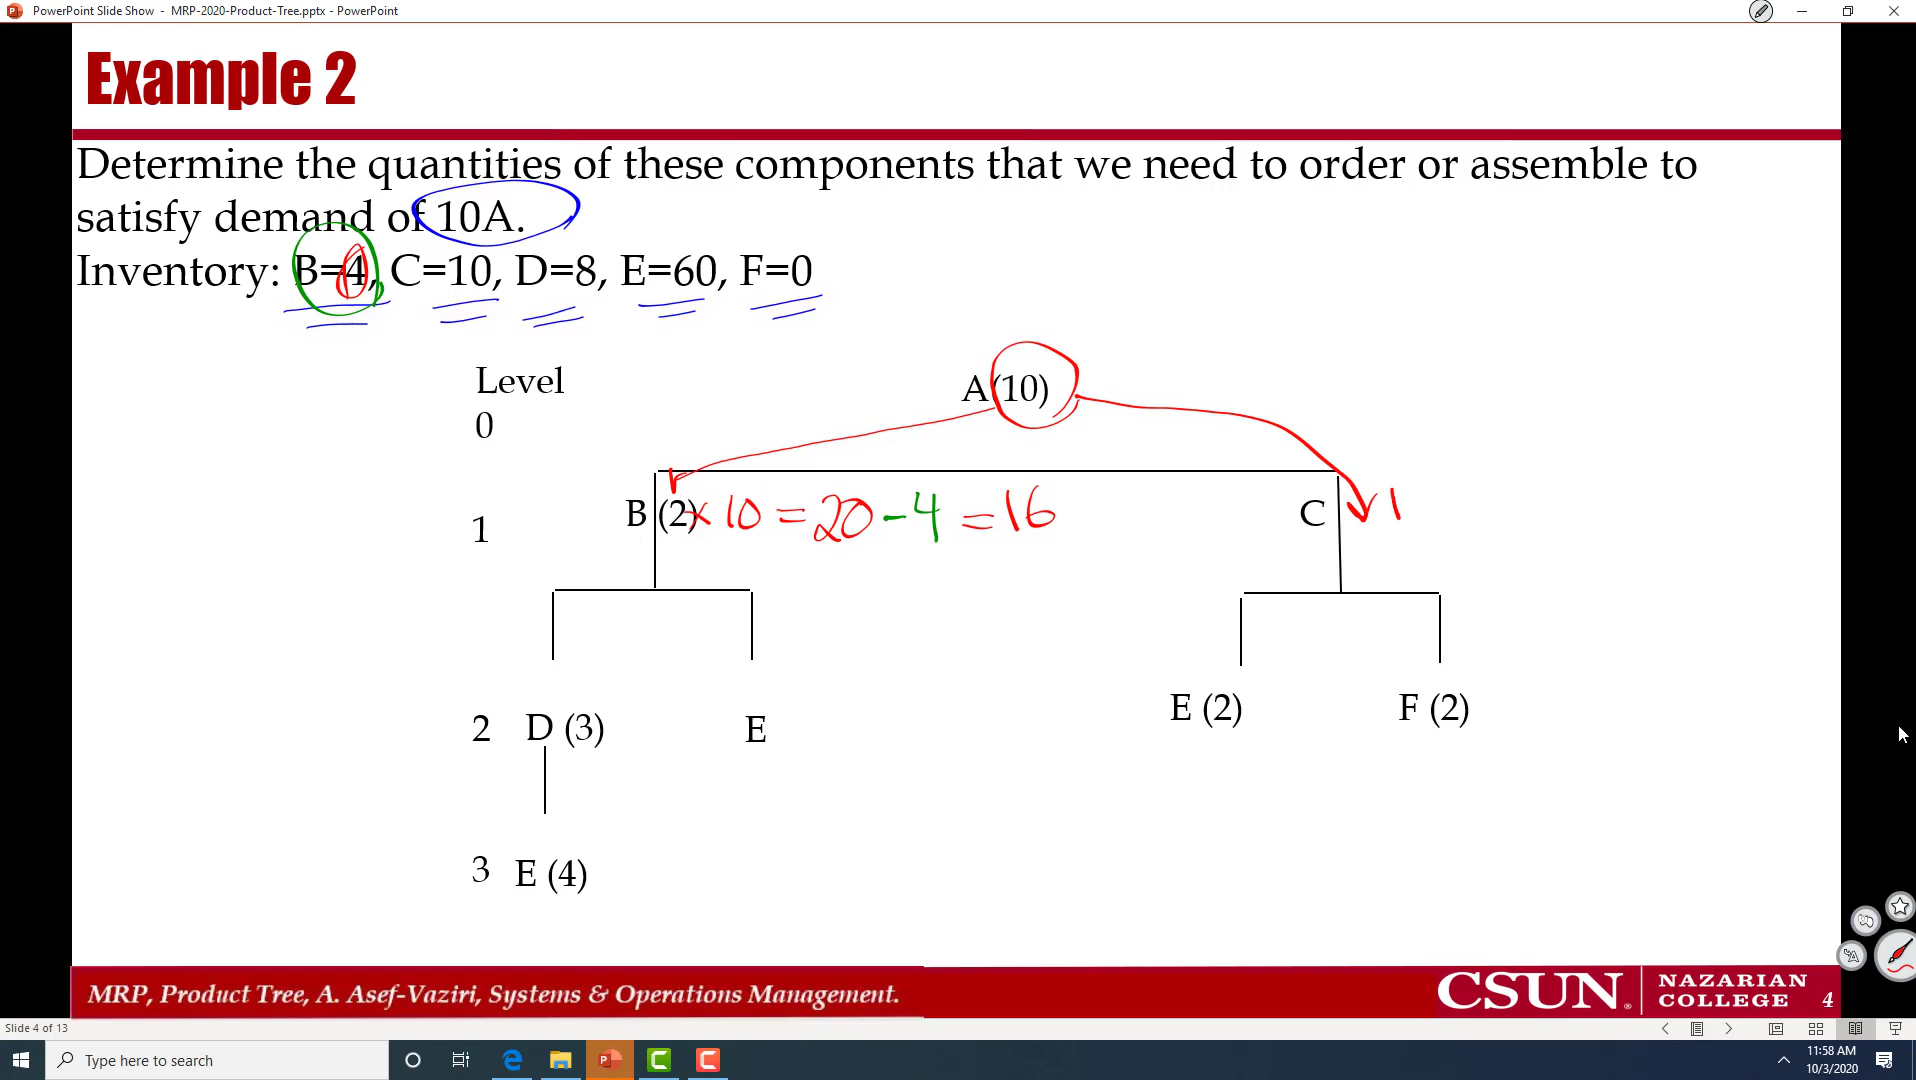 PowerPoint Slide Show - MRP-2020-Product-Tree.pptx - PowerPoint
Example 2
Determine the quantities of these components that we need to order or assemble to
satisfy demand of 10A.
Inventory: B=4, C=10, D=8, E=60, F=0
Level
0
A(10)
1
B (2) × 10 = 20 - 4 = 16
C 1
2
D (3)
E
E (2)
F (2)
3
E (4)
MRP, Product Tree, A. Asef-Vaziri, Systems & Operations Management.
CSUN® NAZARIAN COLLEGE 4
Slide 4 of 13
Type here to search
11:58 AM
10/3/2020